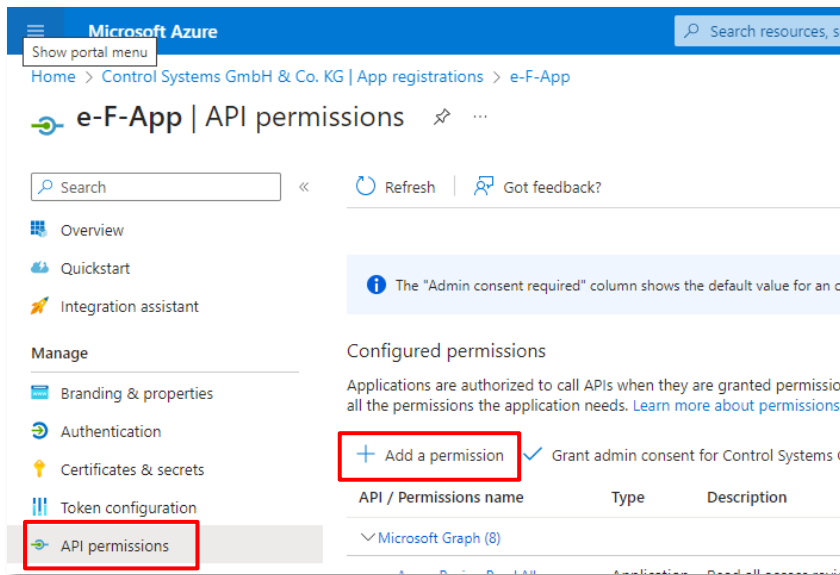 Microsoft Azure
Search resources, s
Show portal menu
Home > Control Systems GmbH & Co. KG | App registrations > e-F-App
e-F-App | API permissions
Search
Refresh
Got feedback?
Overview
Quickstart
Integration assistant
The "Admin consent required" column shows the default value for an o
Manage
Branding & properties
Authentication
Certificates & secrets
Token configuration
API permissions
Configured permissions
Applications are authorized to call APIs when they are granted permissio
all the permissions the application needs. Learn more about permissions
Add a permission
Grant admin consent for Control Systems G
API / Permissions name
Type
Description
Microsoft Graph (8)
Application